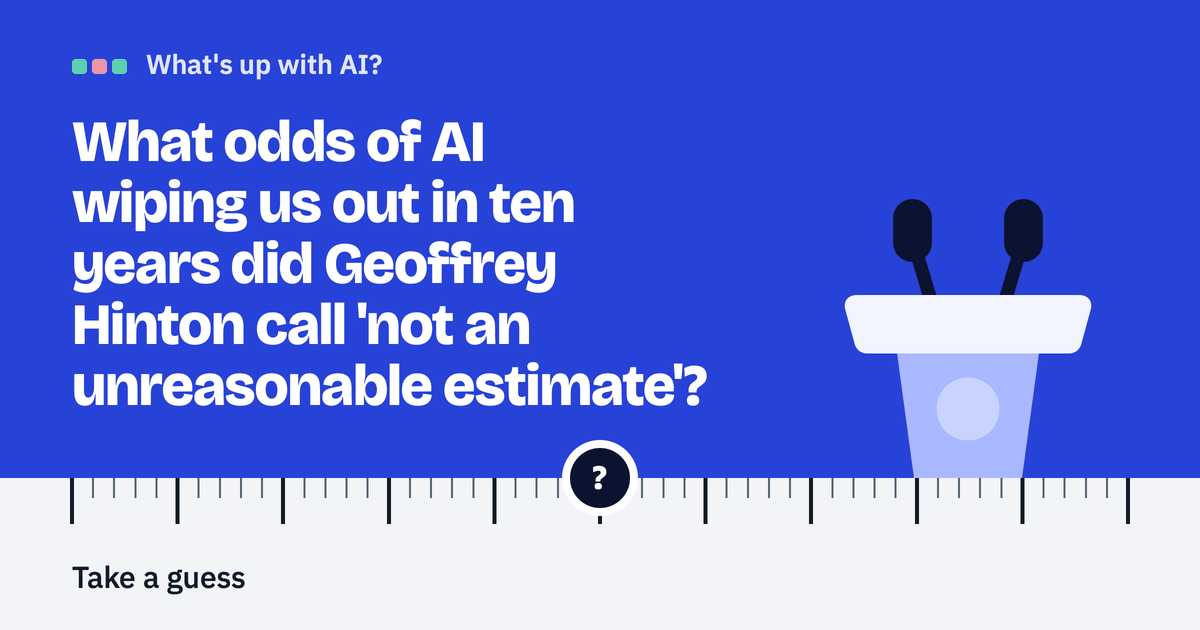 What's up with AI?
What odds of AI
wiping us out in ten
years did Geoffrey
Hinton call 'not an
unreasonable estimate'?
?
Take a guess